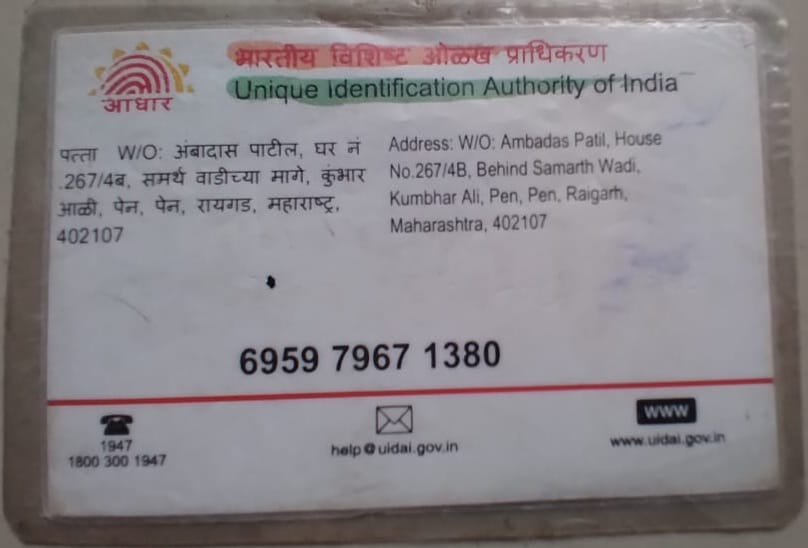 भारतीय विशिष्ट ओळख प्राधिकरण
Unique Identification Authority of India
आधार
पत्ता W/O: अंबादास पाटील, घर नं
.267/4ब, समर्थ वाडीच्या मागे, कुंभार
आळी, पेन, पेन, रायगड, महाराष्ट्र,
402107
Address: W/O: Ambadas Patil, House
No.267/4B, Behind Samarth Wadi,
Kumbhar Ali, Pen, Pen, Raigarh,
Maharashtra, 402107
6959 7967 1380
1947
1800 300 1947
help@uidai.gov.in
www
www.uidai.gov.in